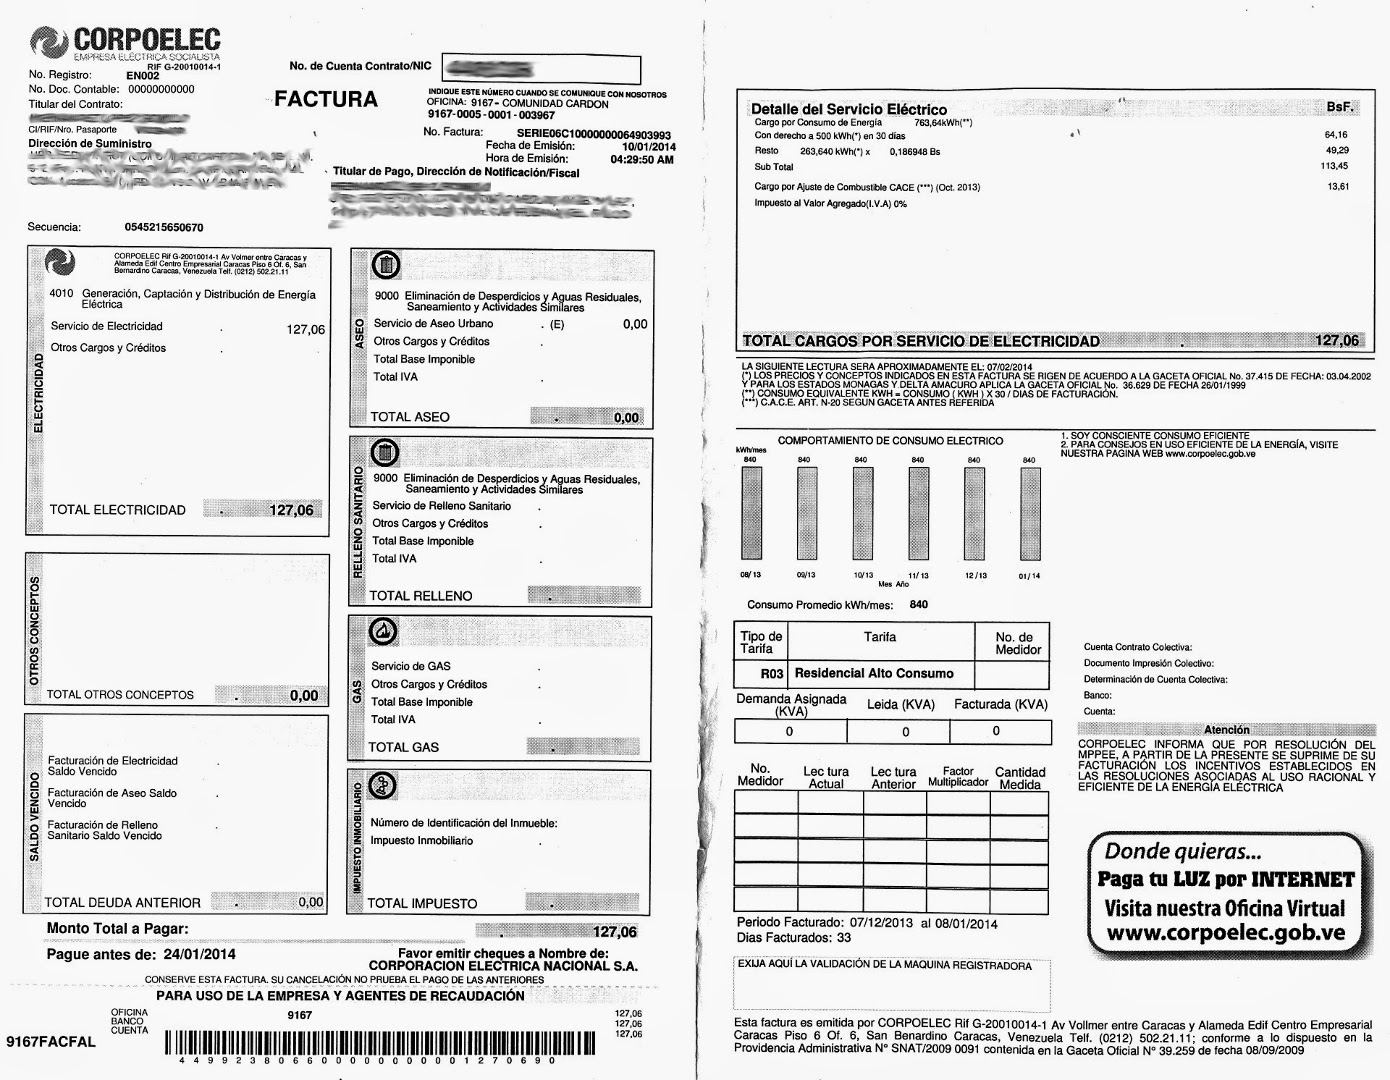 CORPOELEC
EMPRESA ELÉCTRICA SOCIALISTA
RIF G-20010014-1
No. Registro: EN002
No. Doc. Contable: 00000000000
Titular del Contrato:
CI/RIF/Nro. Pasaporte
Dirección de Suministro
Secuencia: 0545215650670
No. de Cuenta Contrato/NIC
FACTURA
INDIQUE ESTE NÚMERO CUANDO SE COMUNIQUE CON NOSOTROS
OFICINA: 9167- COMUNIDAD CARDON
9167-0005 -0001 -003967
No. Factura: SERIE06C10000000064903993
Fecha de Emisión: 10/01/2014
Hora de Emisión: 04:29:50 AM
Titular de Pago, Dirección de Notificación/Fiscal
ELECTRICIDAD
CORPOELEC Rif G-20010014-1 Av Volmer entre Caracas y
Alameda Edif Centro Empresarial Caracas Piso 6 Of. 6, San
Bernardino Caracas, Venezuela Telf. (0212) 502.21.11
4010 Generación, Captación y Distribución de Energía
Eléctrica
Servicio de Electricidad . 127,06
Otros Cargos y Créditos .
TOTAL ELECTRICIDAD . 127,06
OTROS CONCEPTOS
TOTAL OTROS CONCEPTOS . 0,00
SALDO VENCIDO
Facturación de Electricidad .
Saldo Vencido
Facturación de Aseo Saldo .
Vencido
Facturación de Relleno .
Sanitario Saldo Vencido
TOTAL DEUDA ANTERIOR . 0,00
ASEO
9000 Eliminación de Desperdicios y Aguas Residuales,
Saneamiento y Actividades Similares
Servicio de Aseo Urbano . (E) 0,00
Otros Cargos y Créditos .
Total Base Imponible
Total IVA .
TOTAL ASEO . 0,00
RELLENO SANITARIO
9000 Eliminación de Desperdicios y Aguas Residuales,
Saneamiento y Actividades Similares
Servicio de Relleno Sanitario .
Otros Cargos y Créditos .
Total Base Imponible .
Total IVA .
TOTAL RELLENO .
GAS
Servicio de GAS .
Otros Cargos y Créditos .
Total Base Imponible .
Total IVA .
TOTAL GAS .
IMPUESTO INMOBILIARIO
Número de Identificación del Inmueble:
Impuesto Inmobiliario .
TOTAL IMPUESTO .
Monto Total a Pagar: . 127,06
Pague antes de: 24/01/2014
Favor emitir cheques a Nombre de:
CORPORACION ELECTRICA NACIONAL S.A.
CONSERVE ESTA FACTURA. SU CANCELACIÓN NO PRUEBA EL PAGO DE LAS ANTERIORES
PARA USO DE LA EMPRESA Y AGENTES DE RECAUDACIÓN
OFICINA 9167 127,06
BANCO 127,06
CUENTA 127,06
9167FACFAL
449923806600000000001270690
Detalle del Servicio Eléctrico BsF.
Cargo por Consumo de Energía 763,64kWh(**)
Con derecho a 500 kWh(*) en 30 días 64,16
Resto 263,640 kWh(*) x 0,186948 Bs 49,29
Sub Total 113,45
Cargo por Ajuste de Combustible CACE (***) (Oct. 2013) 13,61
Impuesto al Valor Agregado(I.V.A) 0%
TOTAL CARGOS POR SERVICIO DE ELECTRICIDAD . 127,06
LA SIGUIENTE LECTURA SERA APROXIMADAMENTE EL: 07/02/2014
(*) LOS PRECIOS Y CONCEPTOS INDICADOS EN ESTA FACTURA SE RIGEN DE ACUERDO A LA GACETA OFICIAL No. 37.415 DE FECHA: 03.04.2002
Y PARA LOS ESTADOS MONAGAS Y DELTA AMACURO APLICA LA GACETA OFICIAL No. 36.629 DE FECHA 26/01/1999
(**) CONSUMO EQUIVALENTE KWH = CONSUMO ( KWH ) X 30 / DIAS DE FACTURACIÓN.
(***) C.A.C.E. ART. N-20 SEGUN GACETA ANTES REFERIDA
COMPORTAMIENTO DE CONSUMO ELECTRICO
kWh/mes
840 840 840 840 840 840
08/13 09/13 10/13 11/13 12/13 01/14
Mes Año
Consumo Promedio kWh/mes: 840
1. SOY CONSCIENTE CONSUMO EFICIENTE
2. PARA CONSEJOS EN USO EFICIENTE DE LA ENERGÍA, VISITE
NUESTRA PAGINA WEB www.corpoelec.gob.ve
Tipo de Tarifa Tarifa No. de Medidor
R03 Residencial Alto Consumo
Demanda Asignada (KVA) Leida (KVA) Facturada (KVA)
0 0 0
No. Medidor Lec tura Actual Lec tura Anterior Factor Multiplicador Cantidad Medida
Periodo Facturado: 07/12/2013 al 08/01/2014
Dias Facturados: 33
EXIJA AQUÍ LA VALIDACIÓN DE LA MAQUINA REGISTRADORA
Cuenta Contrato Colectiva:
Documento Impresión Colectivo:
Determinación de Cuenta Colectiva:
Banco:
Cuenta:
Atención
CORPOELEC INFORMA QUE POR RESOLUCIÓN DEL
MPPEE, A PARTIR DE LA PRESENTE SE SUPRIME DE SU
FACTURACIÓN LOS INCENTIVOS ESTABLECIDOS EN
LAS RESOLUCIONES ASOCIADAS AL USO RACIONAL Y
EFICIENTE DE LA ENERGÍA ELÉCTRICA
Donde quieras...
Paga tu LUZ por INTERNET
Visita nuestra Oficina Virtual
www.corpoelec.gob.ve
Esta factura es emitida por CORPOELEC Rif G-20010014-1 Av Vollmer entre Caracas y Alameda Edif Centro Empresarial
Caracas Piso 6 Of. 6, San Benardino Caracas, Venezuela Telf. (0212) 502.21.11; conforme a lo dispuesto en la
Providencia Administrativa N° SNAT/2009 0091 contenida en la Gaceta Oficial N° 39.259 de fecha 08/09/2009